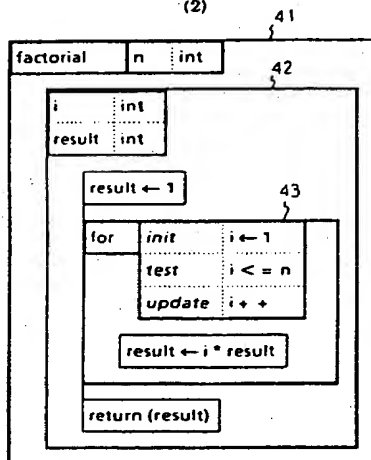 (2)
41
factorial n int
42
i int
result int
result ← 1
43
for init i ← 1
test i < = n
update i + +
result ← i * result
return (result)